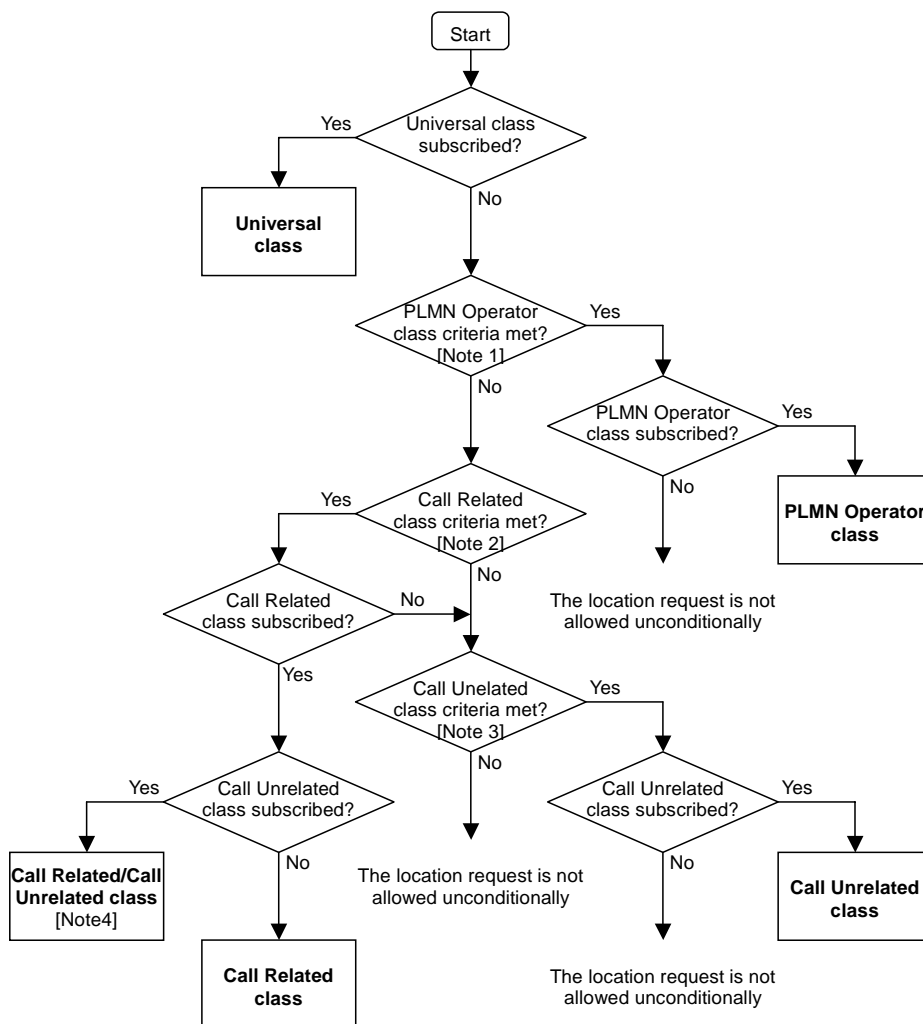 Start
Universal class
subscribed?
Yes
No
Universal
class
PLMN Operator
class criteria met?
[Note 1]
Yes
No
PLMN Operator
class subscribed?
Yes
No
PLMN Operator
class
Call Related
class criteria met?
[Note 2]
Yes
No
The location request is not
allowed unconditionally
Call Related
class subscribed?
No
Yes
Call Unelated
class criteria met?
[Note 3]
Yes
No
Call Unrelated
class subscribed?
Yes
No
Call Unrelated
class subscribed?
Yes
No
Call Related/Call
Unrelated class
[Note4]
The location request is not
allowed unconditionally
Call Unrelated
class
Call Related
class
The location request is not
allowed unconditionally